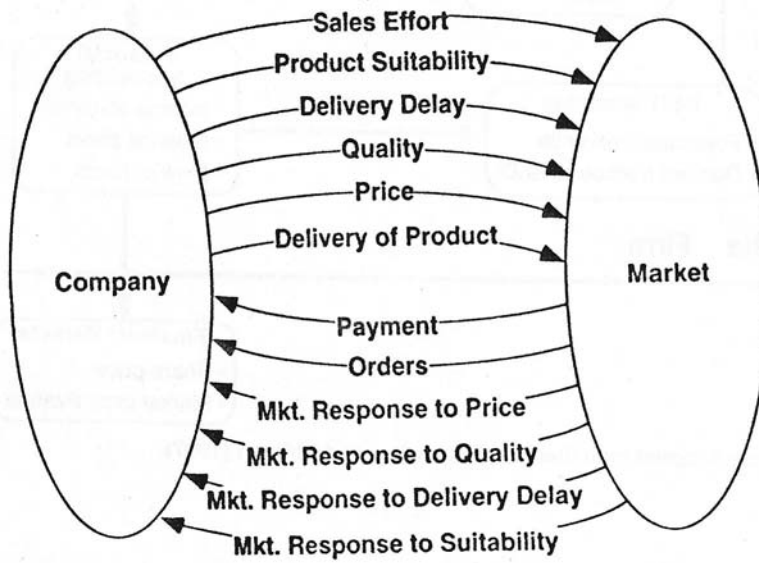 Sales Effort
Product Suitability
Delivery Delay
Quality
Price
Delivery of Product
Company
Market
Payment
Orders
Mkt. Response to Price
Mkt. Response to Quality
Mkt. Response to Delivery Delay
Mkt. Response to Suitability